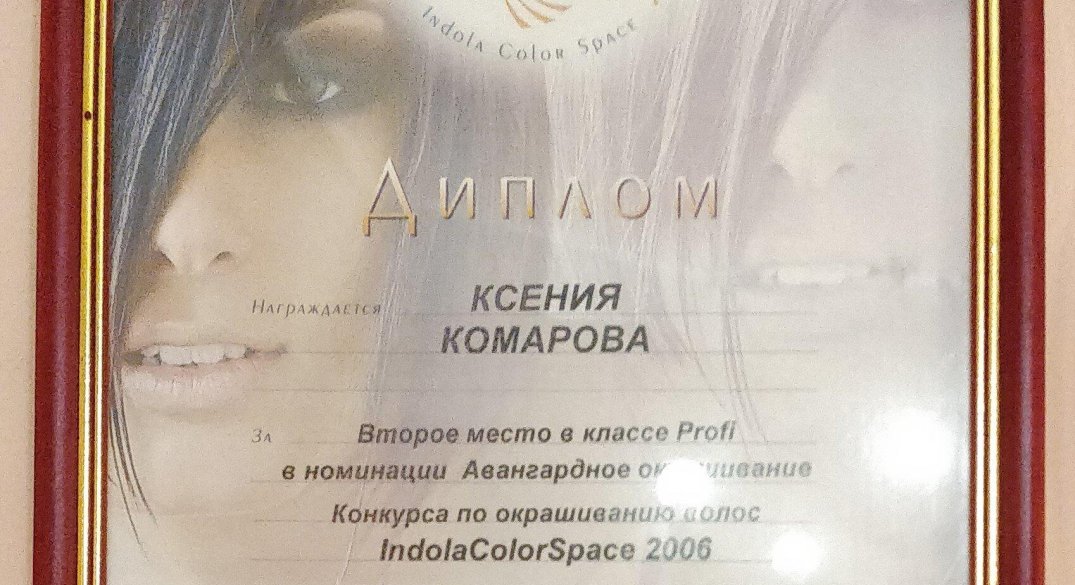 Indola Color Space
Диплом
Награждается КСЕНИЯ
КОМАРОВА
За Второе место в классе Profi
в номинации Авангардное
Конкурса по окрашиванию волос
IndolaColorSpace 2006